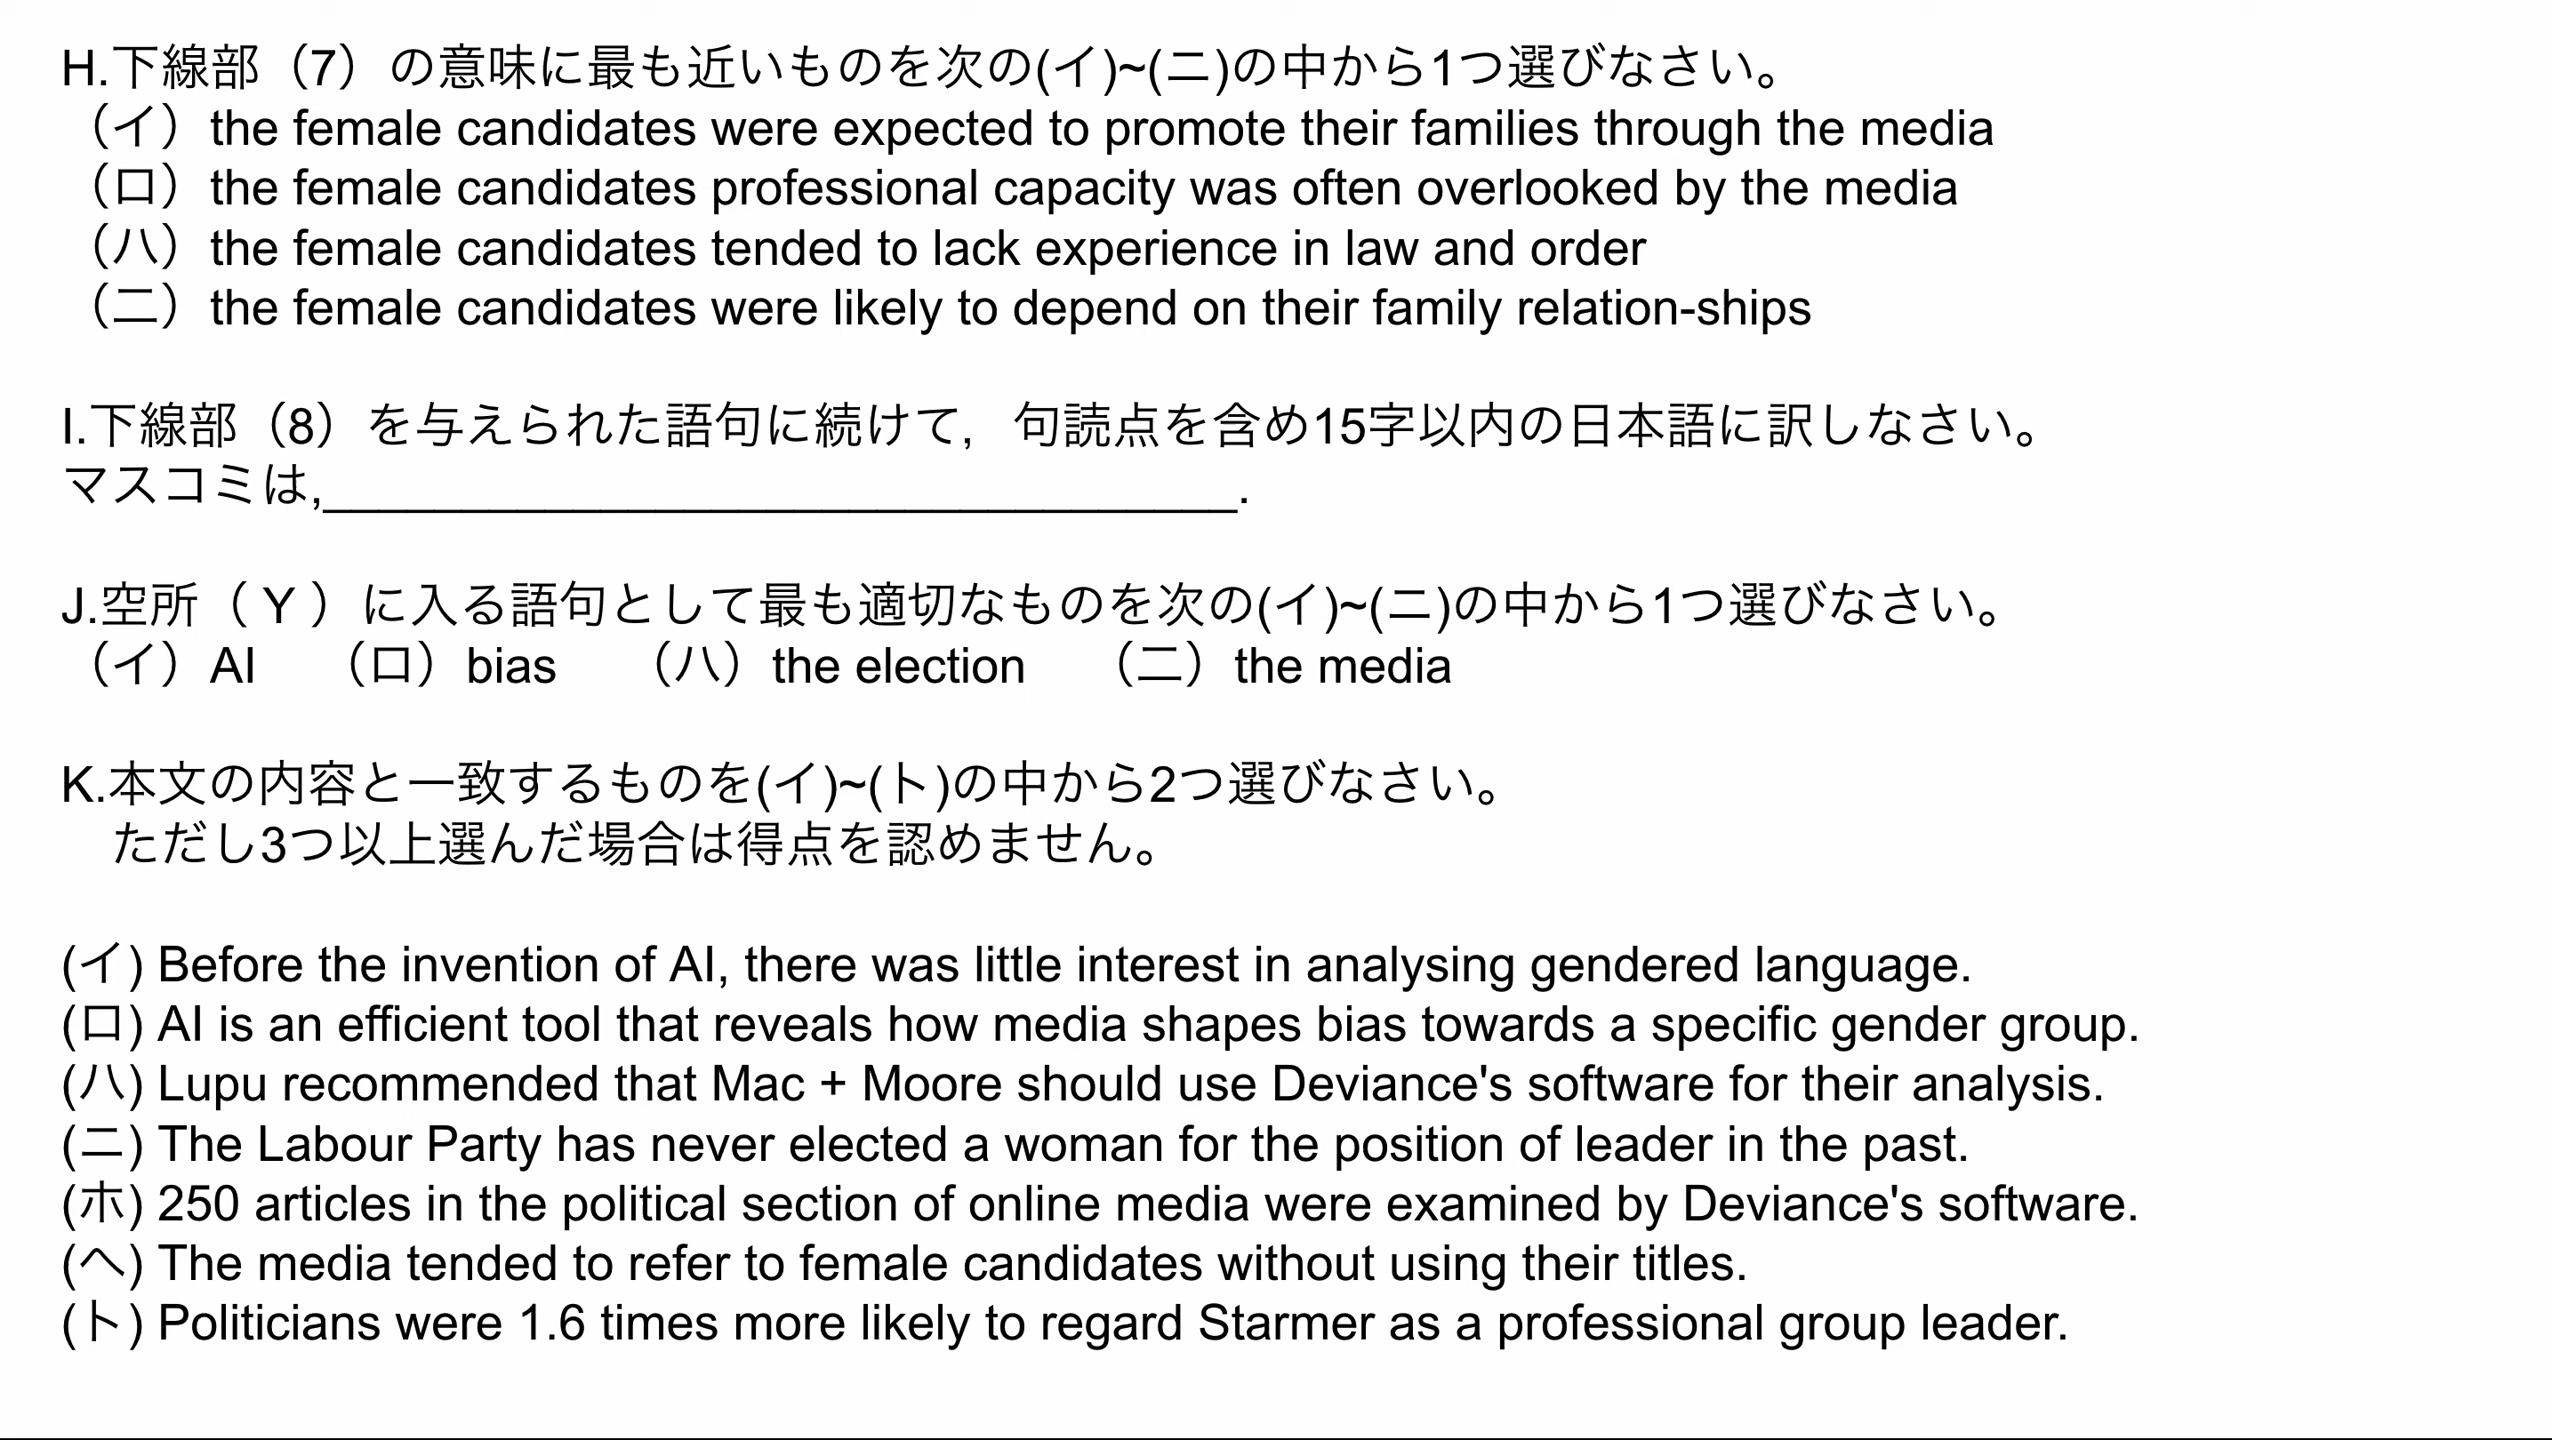 H.下線部（7）の意味に最も近いものを次の(イ)~(ニ)の中から1つ選びなさい。
（イ）the female candidates were expected to promote their families through the media
（ロ）the female candidates professional capacity was often overlooked by the media
（ハ）the female candidates tended to lack experience in law and order
（ニ）the female candidates were likely to depend on their family relation-ships
I.下線部（8）を与えられた語句に続けて，句読点を含め15字以内の日本語に訳しなさい。
マスコミは,_________________________________.
J.空所（ Y ）に入る語句として最も適切なものを次の(イ)~(ニ)の中から1つ選びなさい。
（イ）AI　（ロ）bias　（ハ）the election　（ニ）the media
K.本文の内容と一致するものを(イ)~(ト)の中から2つ選びなさい。
ただし3つ以上選んだ場合は得点を認めません。
(イ) Before the invention of AI, there was little interest in analysing gendered language.
(ロ) AI is an efficient tool that reveals how media shapes bias towards a specific gender group.
(ハ) Lupu recommended that Mac + Moore should use Deviance's software for their analysis.
(ニ) The Labour Party has never elected a woman for the position of leader in the past.
(ホ) 250 articles in the political section of online media were examined by Deviance's software.
(ヘ) The media tended to refer to female candidates without using their titles.
(ト) Politicians were 1.6 times more likely to regard Starmer as a professional group leader.